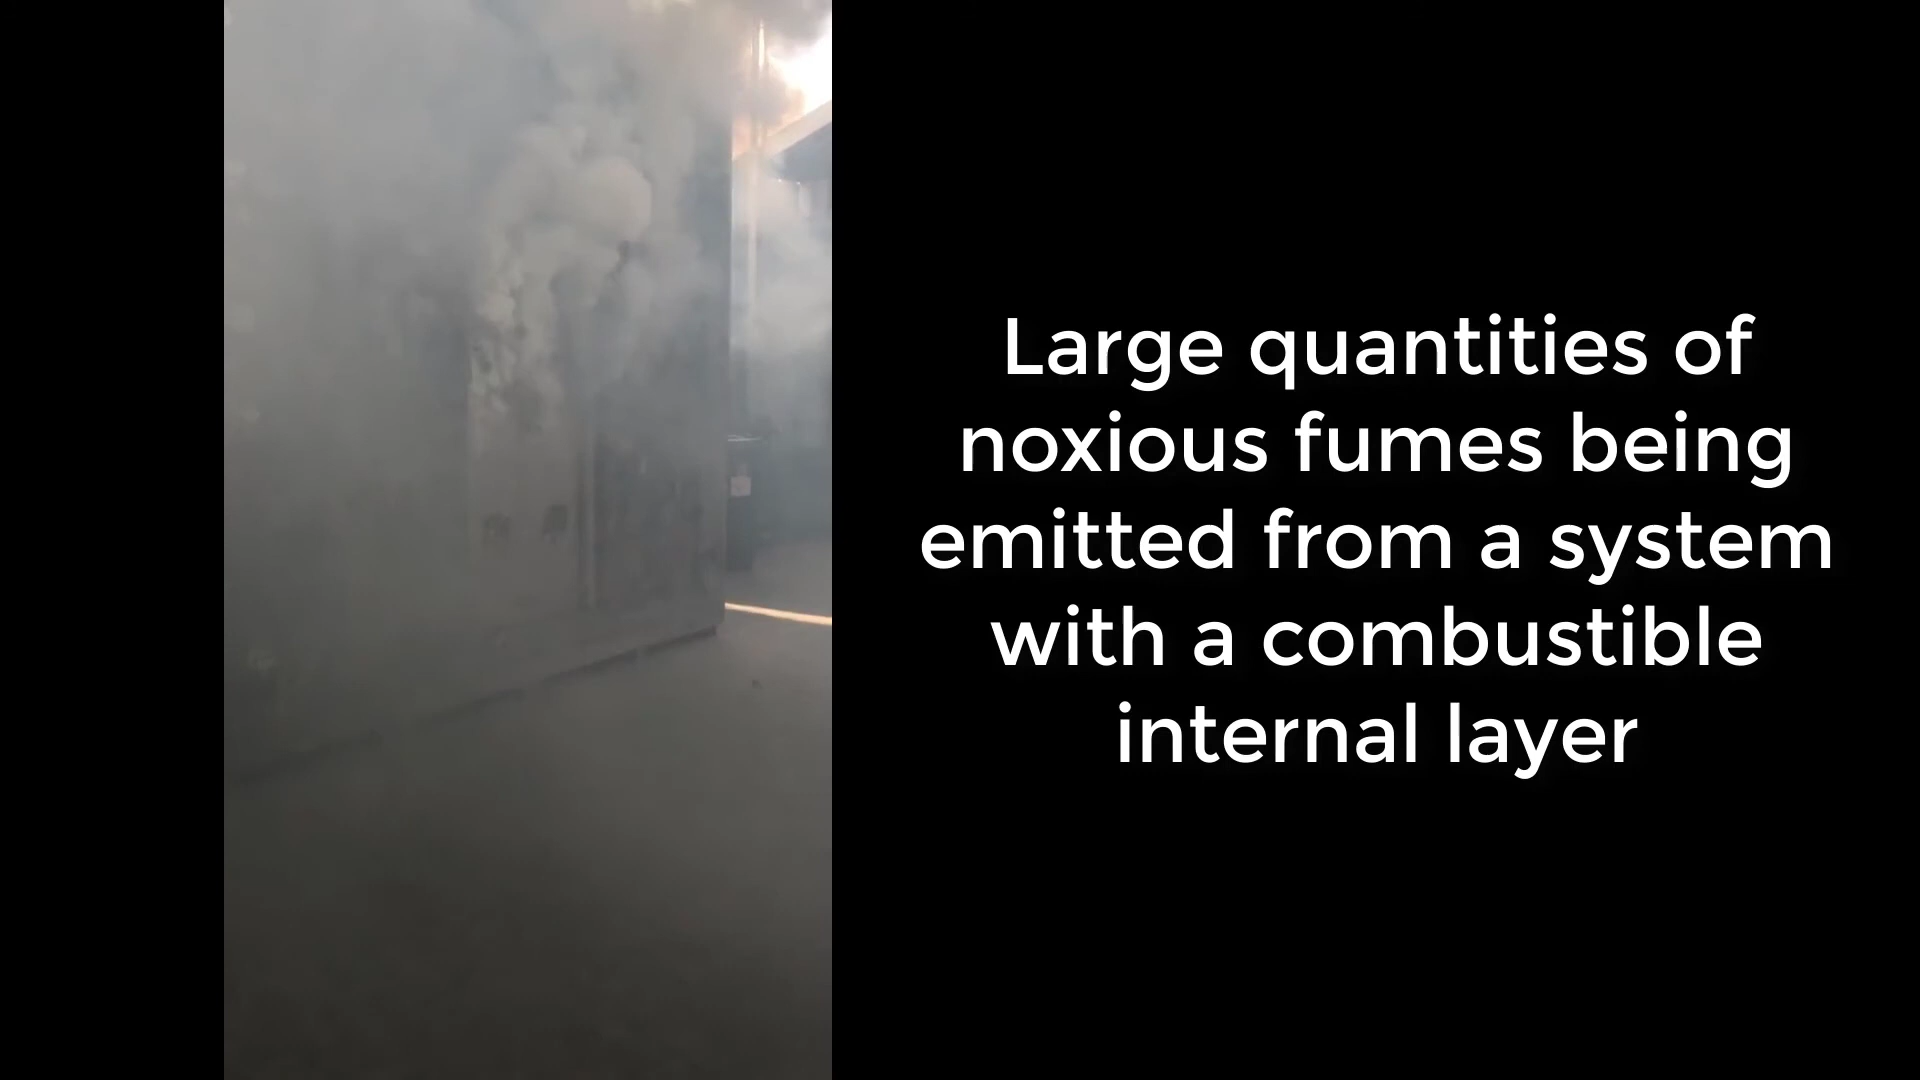 Large quantities of
noxious fumes being
emitted from a system
with a combustible
internal layer